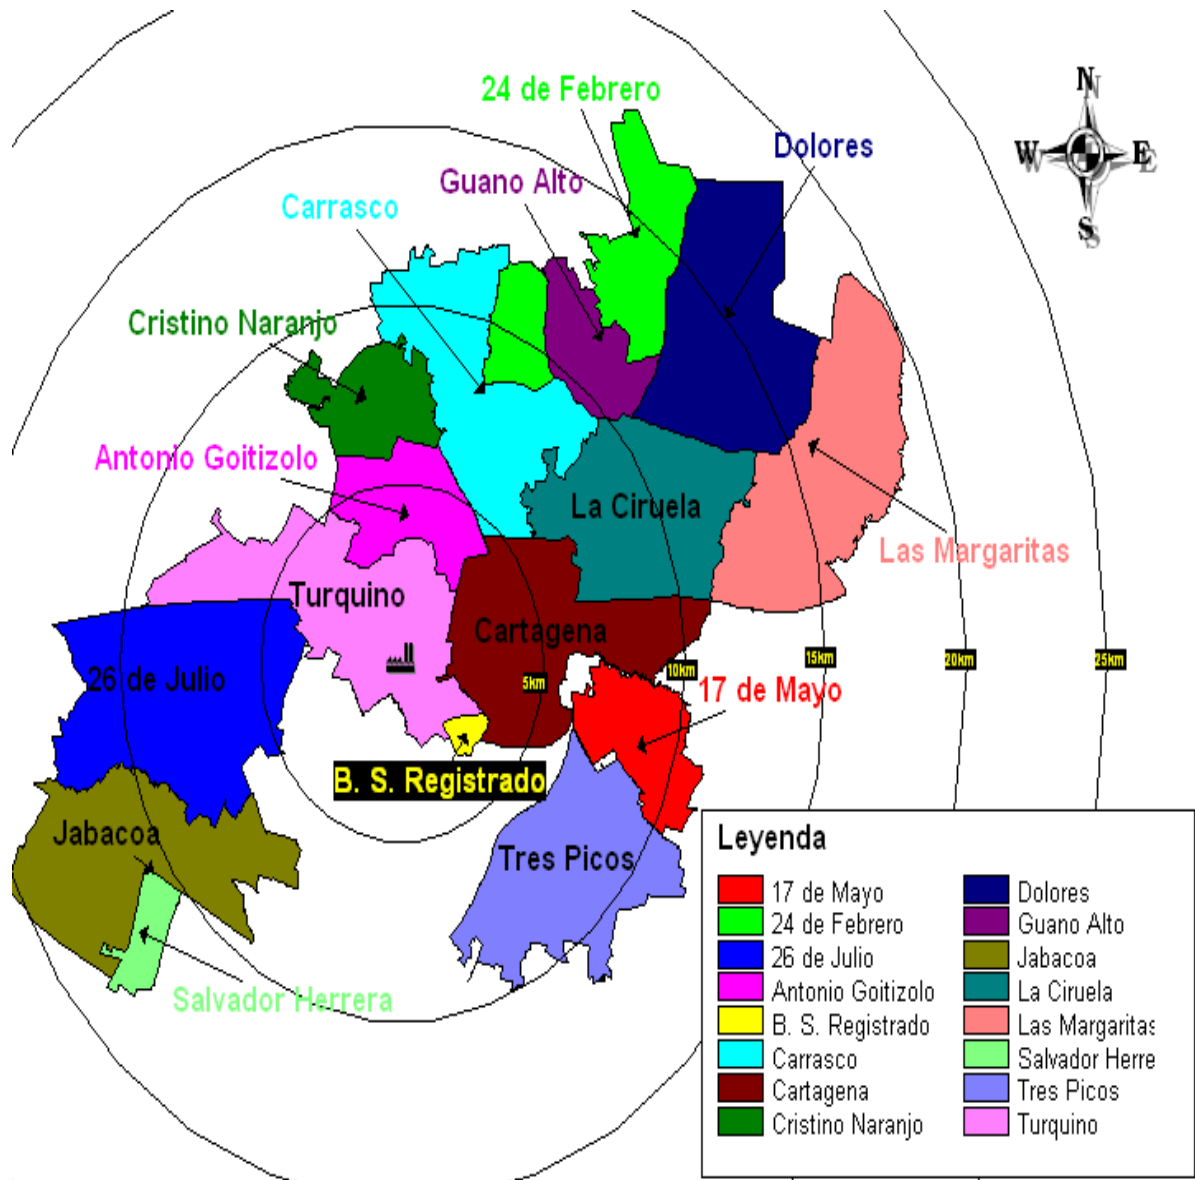 24 de Febrero
N
Dolores
W E
Guano Alto
Carrasco
S
Cristino Naranjo
Antonio Goitizolo
La Ciruela
Las Margaritas
Turquino
Cartagena
26 de Julio
5km
10km
15km
20km
25km
17 de Mayo
B. S. Registrado
Jabacoa
Tres Picos
Salvador Herrera
Leyenda
17 de Mayo
24 de Febrero
26 de Julio
Antonio Goitizolo
B. S. Registrado
Carrasco
Cartagena
Cristino Naranjo
Dolores
Guano Alto
Jabacoa
La Ciruela
Las Margaritas
Salvador Herre
Tres Picos
Turquino